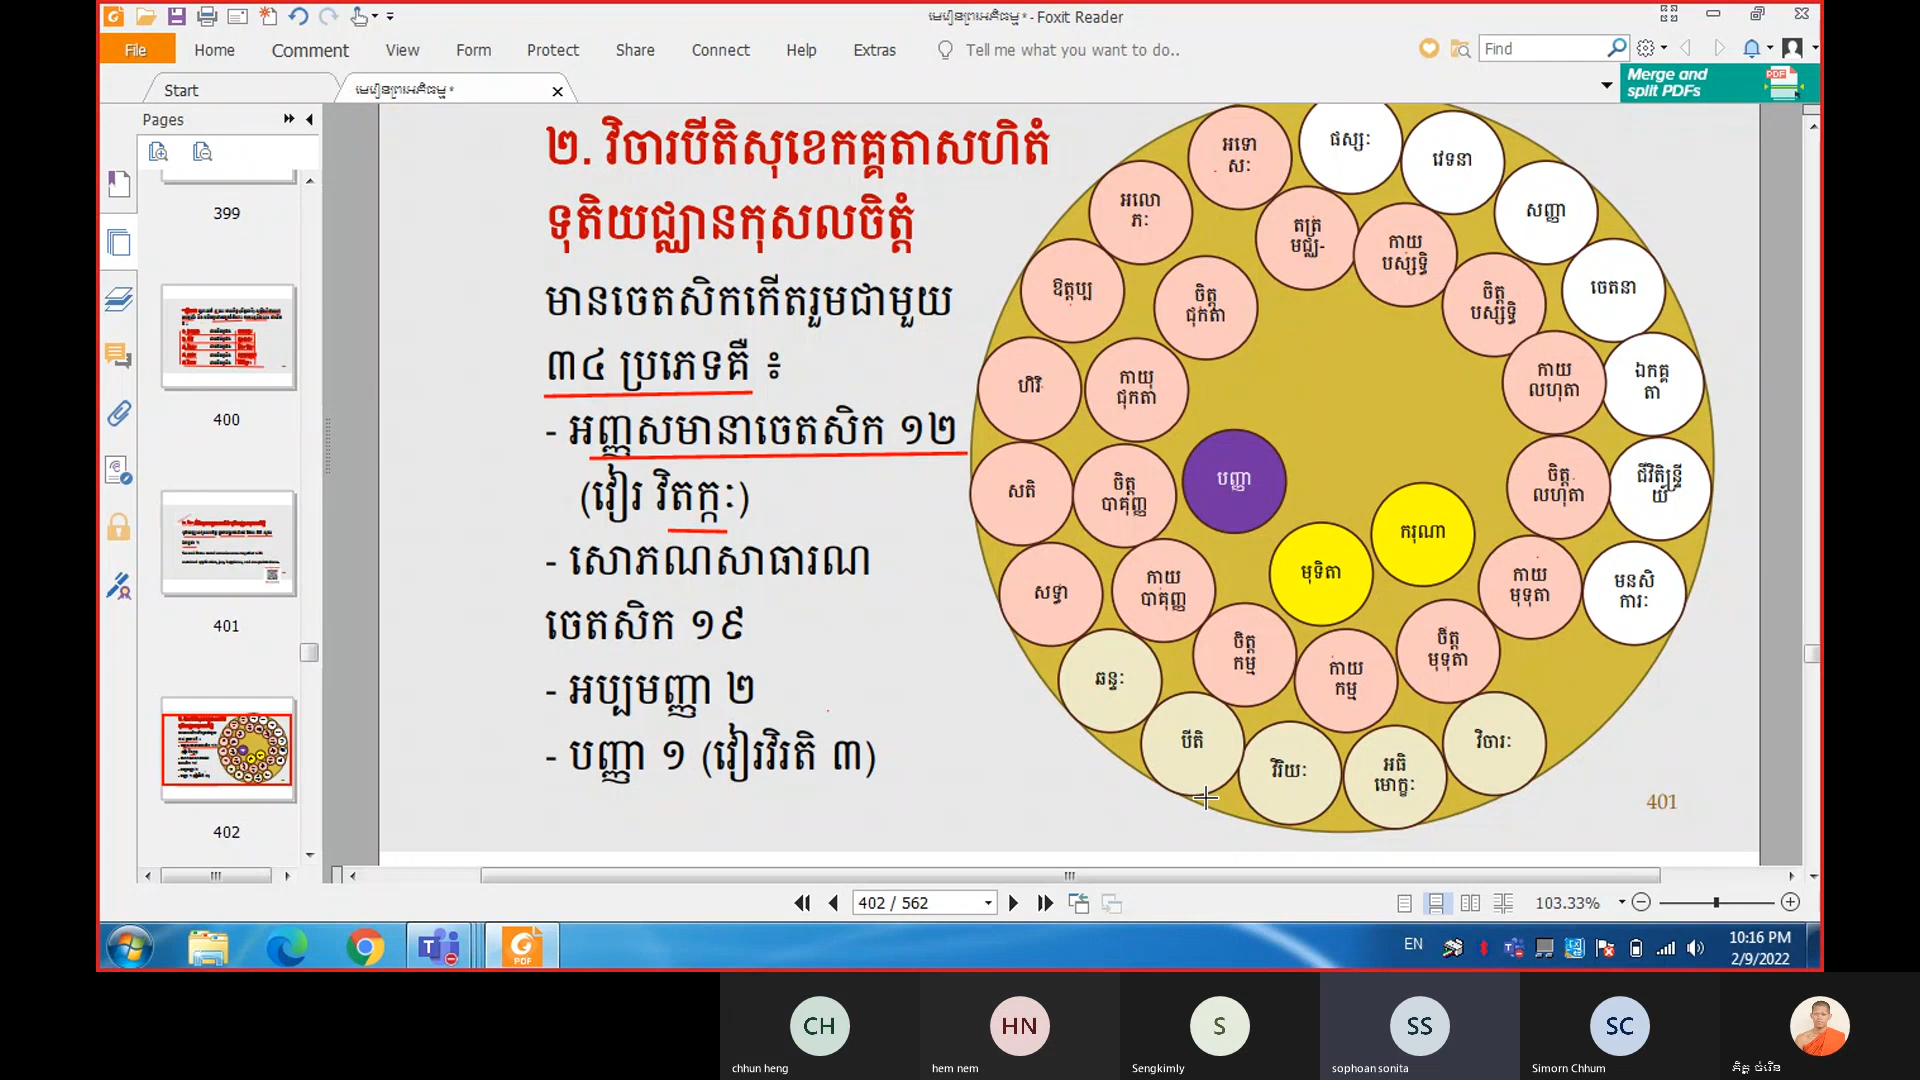 មេរៀនព្រះអភិធម្ម* - Foxit Reader
File Home Comment View Form Protect Share Connect Help Extras Tell me what you want to do.. Find
Start មេរៀនព្រះអភិធម្ម* Merge and
split PDFs
Pages
399
400
401
402
២. វិចារបីតិសុខេកគ្គតាសហិតំ
ទុតិយជ្ឈានកុសលចិត្តំ
មានចេតសិកកើតរួមជាមួយ
៣៤ ប្រភេទគឺ ៖
- អញ្ញសមានាចេតសិក ១២
(វៀរ វិតក្កៈ)
- សោភណសាធារណ
ចេតសិក ១៩
- អប្បមញ្ញា ២
- បញ្ញា ១ (វៀរវិរតិ ៣)
អទោ
សៈ
ផស្សៈ
វេទនា
សញ្ញា
ចេតនា
ឯកគ្គ
តា
ជីវិតិន្ទ្រី
យ៍
មនសិ
ការៈ
វិចារៈ
អធិ
មោក្ខៈ
វីរិយៈ
បីតិ
ឆន្ទៈ
សទ្ធា
សតិ
ហិរិ
ឱត្តប្ប
អលោ
ភៈ
តត្រ
មជ្ឈ-
កាយ
បស្សទ្ធិ
ចិត្ត
បស្សទ្ធិ
កាយ
លហុតា
ចិត្ត
លហុតា
កាយ
មុទុតា
ចិត្ត
មុទុតា
កាយ
កម្ម
ចិត្ត
កម្ម
កាយ
បាគុញ្ញ
ចិត្ត
បាគុញ្ញ
កាយុ
ជុកតា
ចិត្តុ
ជុកតា
បញ្ញា
មុទិតា
ករុណា
401
402 / 562
103.33%
EN
10:16 PM
2/9/2022
CH HN S SS SC
chhun heng hem nem Sengkimly sophoan sonita Simorn Chhum ភិក្ខុ ចំរើន